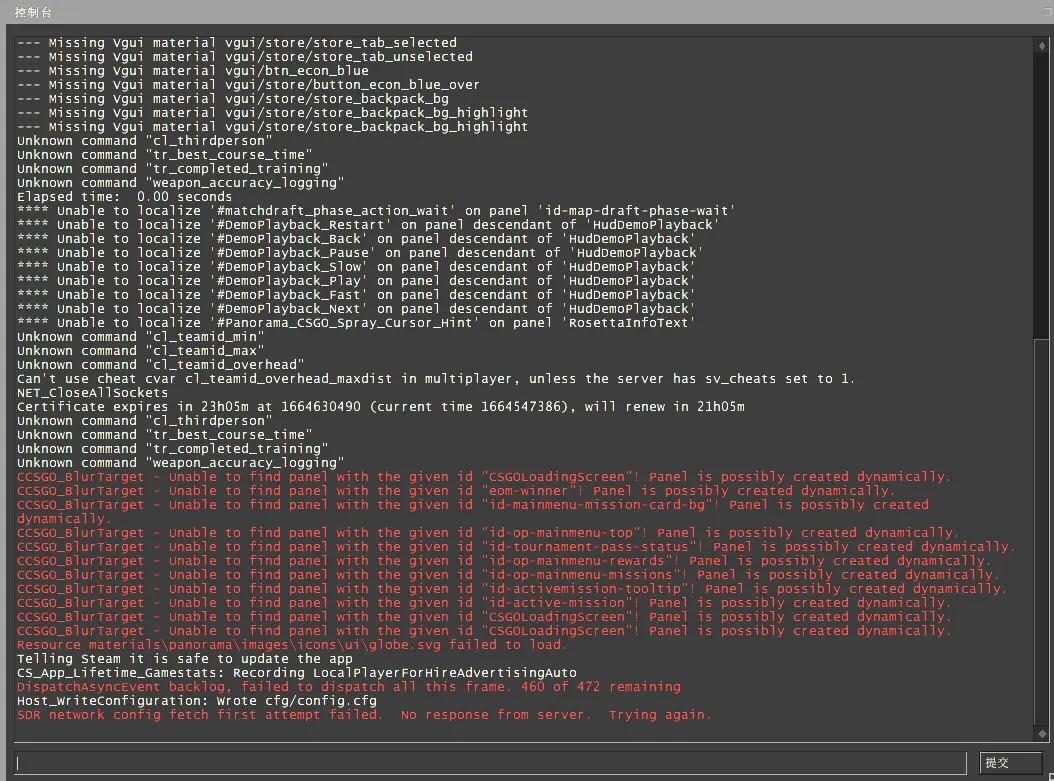 控制台
--- Missing Vgui material vgui/store/store_tab_selected
--- Missing Vgui material vgui/store/store_tab_unselected
--- Missing Vgui material vgui/btn_econ_blue
--- Missing Vgui material vgui/store/button_econ_blue_over
--- Missing Vgui material vgui/store/store_backpack_bg
--- Missing Vgui material vgui/store/store_backpack_bg_highlight
--- Missing Vgui material vgui/store/store_backpack_bg_highlight
Unknown command "cl_thirdperson"
Unknown command "tr_best_course_time"
Unknown command "tr_completed_training"
Unknown command "weapon_accuracy_logging"
Elapsed time:  0.00 seconds
**** Unable to localize '#matchdraft_phase_action_wait' on panel 'id-map-draft-phase-wait'
**** Unable to localize '#DemoPlayback_Restart' on panel descendant of 'HudDemoPlayback'
**** Unable to localize '#DemoPlayback_Back' on panel descendant of 'HudDemoPlayback'
**** Unable to localize '#DemoPlayback_Pause' on panel descendant of 'HudDemoPlayback'
**** Unable to localize '#DemoPlayback_Slow' on panel descendant of 'HudDemoPlayback'
**** Unable to localize '#DemoPlayback_Play' on panel descendant of 'HudDemoPlayback'
**** Unable to localize '#DemoPlayback_Fast' on panel descendant of 'HudDemoPlayback'
**** Unable to localize '#DemoPlayback_Next' on panel descendant of 'HudDemoPlayback'
**** Unable to localize '#Panorama_CSGO_Spray_Cursor_Hint' on panel 'RosettaInfoText'
Unknown command "cl_teamid_min"
Unknown command "cl_teamid_max"
Unknown command "cl_teamid_overhead"
Can't use cheat cvar cl_teamid_overhead_maxdist in multiplayer, unless the server has sv_cheats set to 1.
NET_CloseAllSockets
Certificate expires in 23h05m at 1664630490 (current time 1664547386), will renew in 21h05m
Unknown command "cl_thirdperson"
Unknown command "tr_best_course_time"
Unknown command "tr_completed_training"
Unknown command "weapon_accuracy_logging"
CCSGO_BlurTarget - Unable to find panel with the given id "CSGOLoadingScreen"! Panel is possibly created dynamically.
CCSGO_BlurTarget - Unable to find panel with the given id "eom-winner"! Panel is possibly created dynamically.
CCSGO_BlurTarget - Unable to find panel with the given id "id-mainmenu-mission-card-bg"! Panel is possibly created
dynamically.
CCSGO_BlurTarget - Unable to find panel with the given id "id-op-mainmenu-top"! Panel is possibly created dynamically.
CCSGO_BlurTarget - Unable to find panel with the given id "id-tournament-pass-status"! Panel is possibly created dynamically.
CCSGO_BlurTarget - Unable to find panel with the given id "id-op-mainmenu-rewards"! Panel is possibly created dynamically.
CCSGO_BlurTarget - Unable to find panel with the given id "id-op-mainmenu-missions"! Panel is possibly created dynamically.
CCSGO_BlurTarget - Unable to find panel with the given id "id-activemission-tooltip"! Panel is possibly created dynamically.
CCSGO_BlurTarget - Unable to find panel with the given id "id-active-mission"! Panel is possibly created dynamically.
CCSGO_BlurTarget - Unable to find panel with the given id "CSGOLoadingScreen"! Panel is possibly created dynamically.
CCSGO_BlurTarget - Unable to find panel with the given id "CSGOLoadingScreen"! Panel is possibly created dynamically.
Resource materials\panorama\images\icons\ui\globe.svg failed to load.
Telling Steam it is safe to update the app
CS_App_Lifetime_Gamestats: Recording LocalPlayerForHireAdvertisingAuto
DispatchAsyncEvent backlog, failed to dispatch all this frame. 460 of 472 remaining
Host_WriteConfiguration: Wrote cfg/config.cfg
SDR network config fetch first attempt failed.  No response from server.  Trying again.
提交